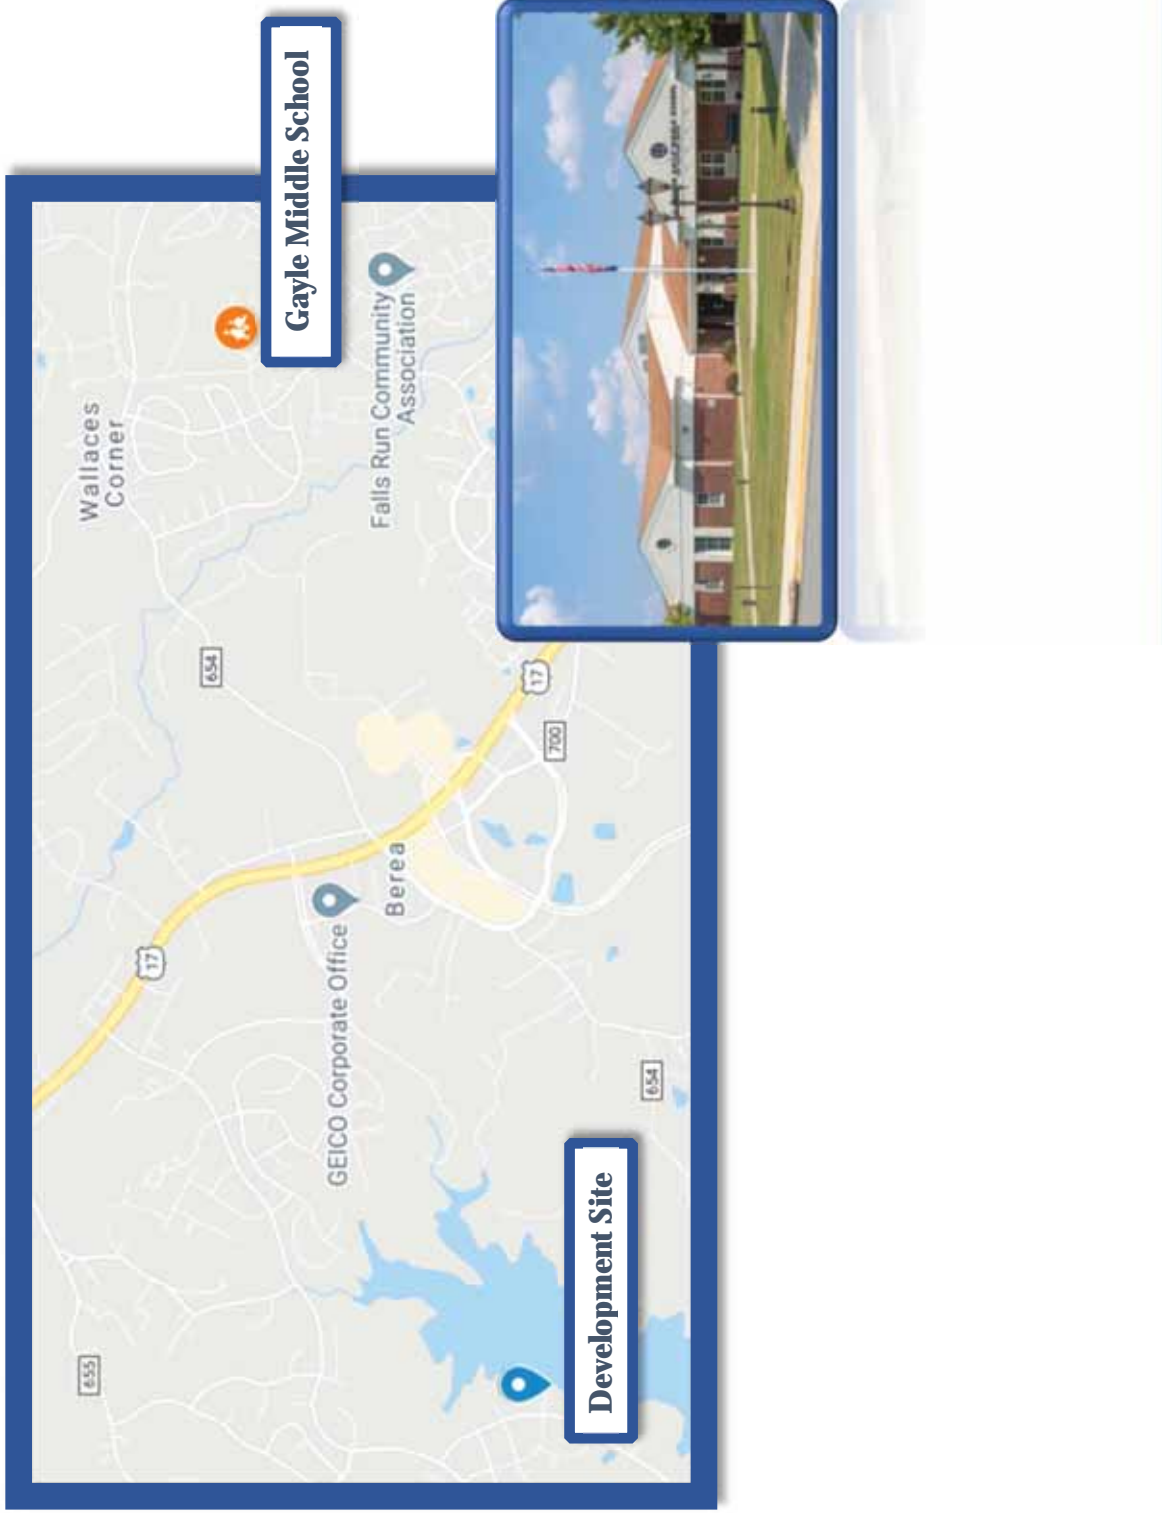 655
17
Wallaces
Corner
654
GEICO Corporate Office
Berea
Falls Run Community
Association
Gayle Middle School
17
700
654
Development Site